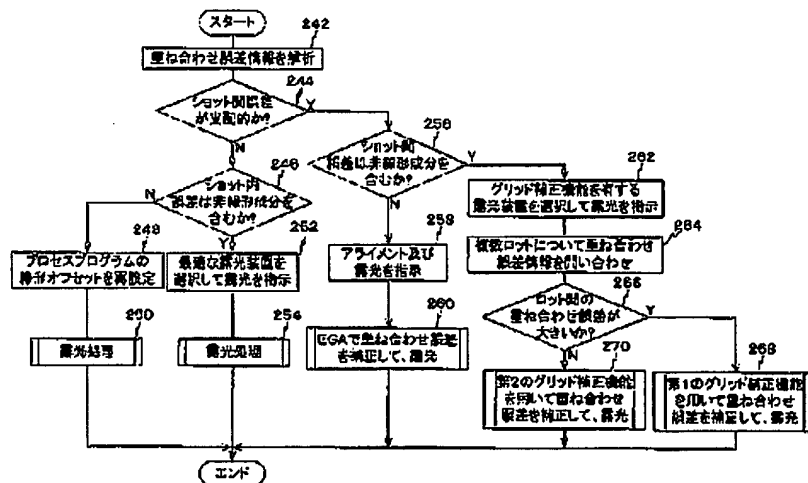 スタート
242
重ね合わせ誤差情報を解析
244
ショット間誤差
が支配的か?
Y
N
256
ショット間
誤差は非線形成分を
含むか?
Y
N
246
ショット内
誤差は非線形成分を
含むか?
N
Y
248
プロセスプログラムの
線形オフセットを再設定
252
最適な露光装置を
選択して露光を指示
258
アライメント及び
露光を指示
262
グリッド補正機能を有する
露光装置を選択して露光を指示
264
複数ロットについて重ね合わせ
誤差情報を問い合わせ
266
ロット間の
重ね合わせ誤差が
大きいか?
Y
N
250
露光処理
254
露光処理
260
EGAで重ね合わせ誤差
を補正して、露光
270
第2のグリッド補正機能
を用いて重ね合わせ
誤差を補正して、露光
268
第1のグリッド補正機能
を用いて重ね合わせ
誤差を補正して、露光
エンド